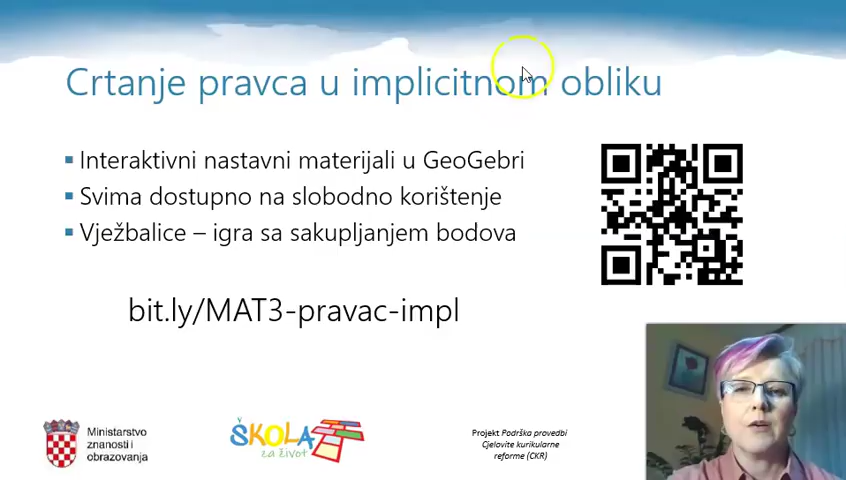 Crtanje pravca u implicitnom obliku
Interaktivni nastavni materijali u GeoGebri
Svima dostupno na slobodno korištenje
Vježbalice – igra sa sakupljanjem bodova
bit.ly/MAT3-pravac-impl
Ministarstvo
znanosti i
obrazovanja
ŠKOLA
za život
Projekt Podrška provedbi
Cjelovite kurikularne
reforme (CKR)